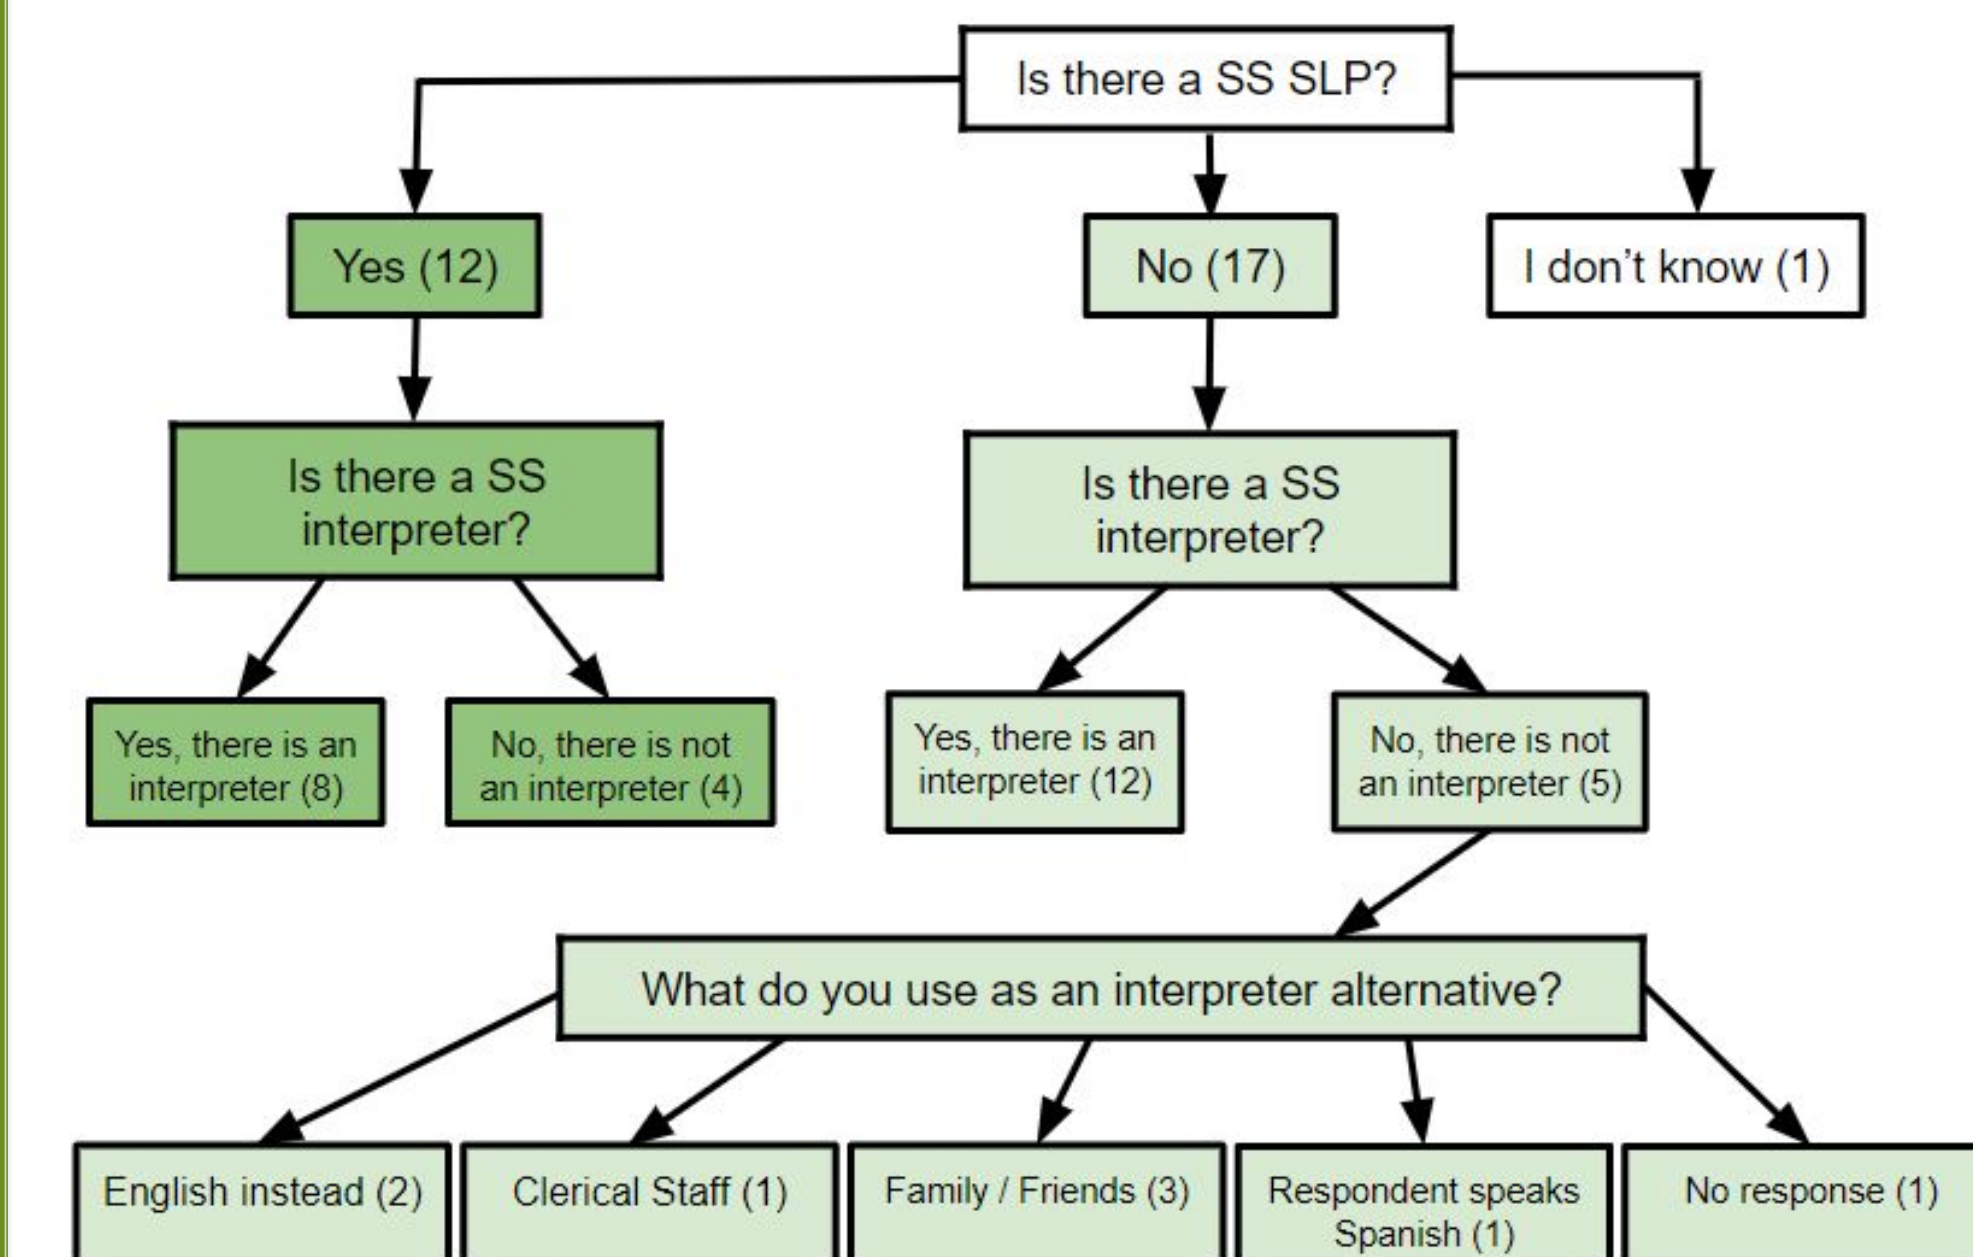 Is there a SS SLP?
Yes (12)
No (17)
I don’t know (1)
Is there a SS
interpreter?
Is there a SS
interpreter?
Yes, there is an
interpreter (8)
No, there is not
an interpreter (4)
Yes, there is an
interpreter (12)
No, there is not
an interpreter (5)
What do you use as an interpreter alternative?
English instead (2)
Clerical Staff (1)
Family / Friends (3)
Respondent speaks
Spanish (1)
No response (1)